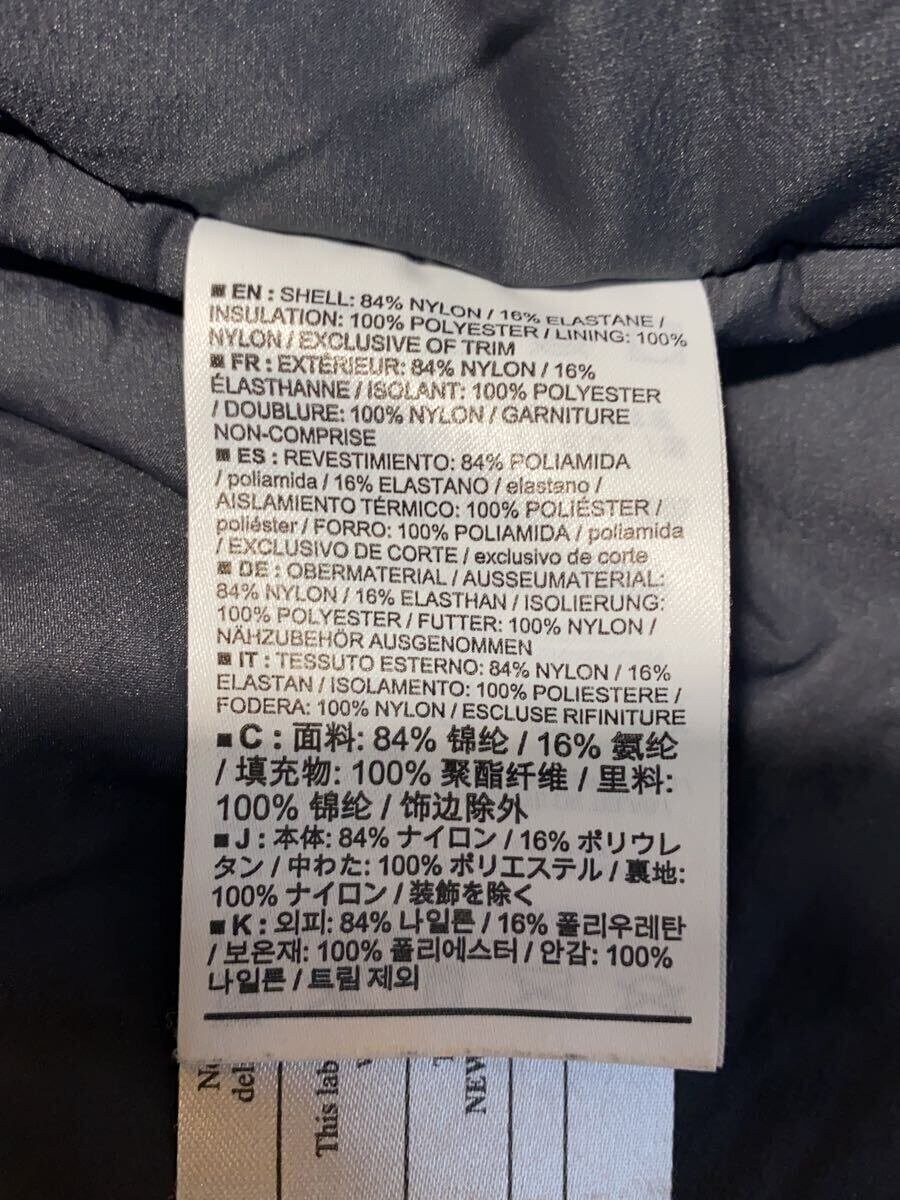 ■ EN : SHELL: 84% NYLON / 16% ELASTANE /
INSULATION: 100% POLYESTER / LINING: 100%
NYLON / EXCLUSIVE OF TRIM
■ FR : EXTÉRIEUR: 84% NYLON / 16%
ÉLASTHANNE / ISOLANT: 100% POLYESTER
/ DOUBLURE: 100% NYLON / GARNITURE
NON-COMPRISE
■ ES : REVESTIMIENTO: 84% POLIAMIDA
/ poliamida / 16% ELASTANO / elastano /
AISLAMIENTO TÉRMICO: 100% POLIÉSTER /
poliéster / FORRO: 100% POLIAMIDA / poliamida
/ EXCLUSIVO DE CORTE / exclusivo de corte
■ DE : OBERMATERIAL / AUSSEUMATERIAL:
84% NYLON / 16% ELASTHAN / ISOLIERUNG:
100% POLYESTER / FUTTER: 100% NYLON /
NÄHZUBEHÖR AUSGENOMMEN
■ IT : TESSUTO ESTERNO: 84% NYLON / 16%
ELASTAN / ISOLAMENTO: 100% POLIESTERE /
FODERA: 100% NYLON / ESCLUSE RIFINITURE
■ C : 面料: 84% 锦纶 / 16% 氨纶
/ 填充物: 100% 聚酯纤维 / 里料:
100% 锦纶 / 饰边除外
■ J : 本体: 84% ナイロン / 16% ポリウレ
タン / 中わた: 100% ポリエステル / 裏地:
100% ナイロン / 装飾を除く
■ K : 외피: 84% 나일론 / 16% 폴리우레탄
/ 보온재: 100% 폴리에스터 / 안감: 100%
나일론 / 트림 제외
This
NEW